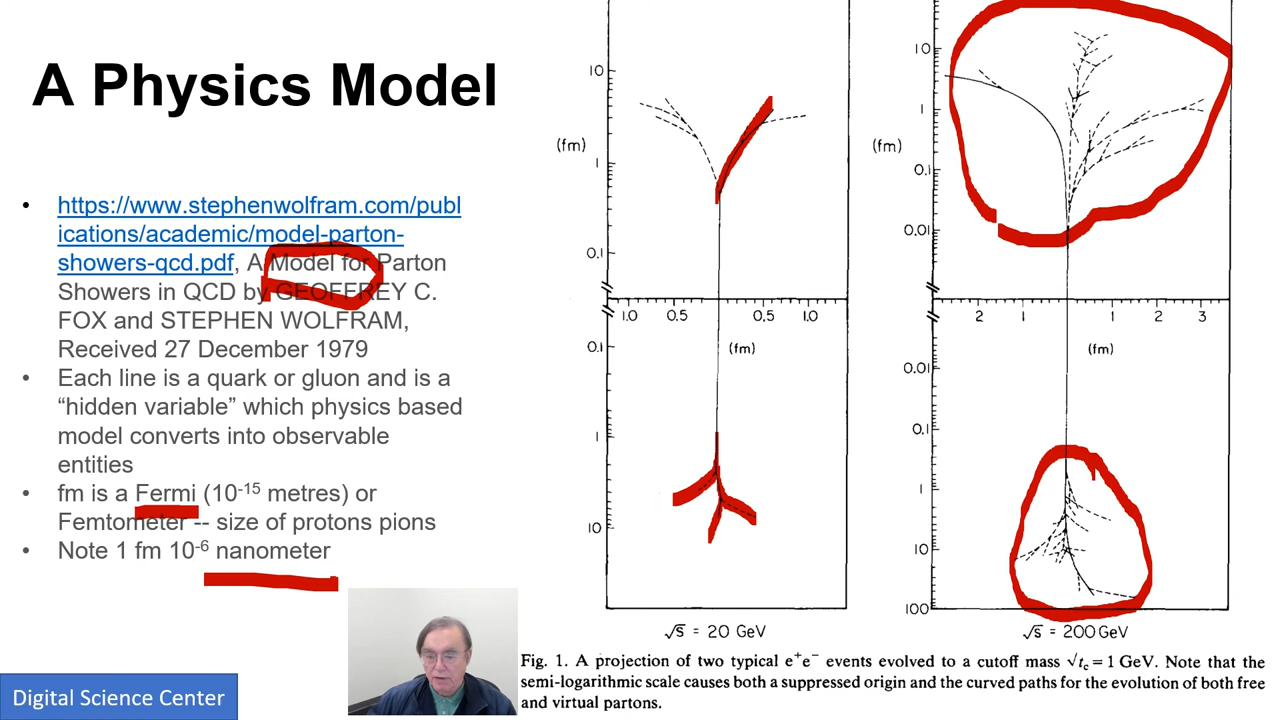 A Physics Model
• https://www.stephenwolfram.com/publ
ications/academic/model-parton-
showers-qcd.pdf, A Model for Parton
Showers in QCD by GEOFFREY C.
FOX and STEPHEN WOLFRAM,
Received 27 December 1979
• Each line is a quark or gluon and is a
“hidden variable” which physics based
model converts into observable
entities
• fm is a Fermi (10-15 metres) or
Femtometer -- size of protons pions
• Note 1 fm 10-6 nanometer
Digital Science Center
10
(fm)
1
0.1
1.0 0.5 0.5 1.0
0.1
(fm)
1
10
√s = 20 GeV
10
1
(fm)
0.1
0.01
2 1 1 2 3
(fm)
0.01
0.1
1
10
100
√s = 200 GeV
Fig. 1. A projection of two typical e+e− events evolved to a cutoff mass √tc = 1 GeV. Note that the
semi-logarithmic scale causes both a suppressed origin and the curved paths for the evolution of both free
and virtual partons.